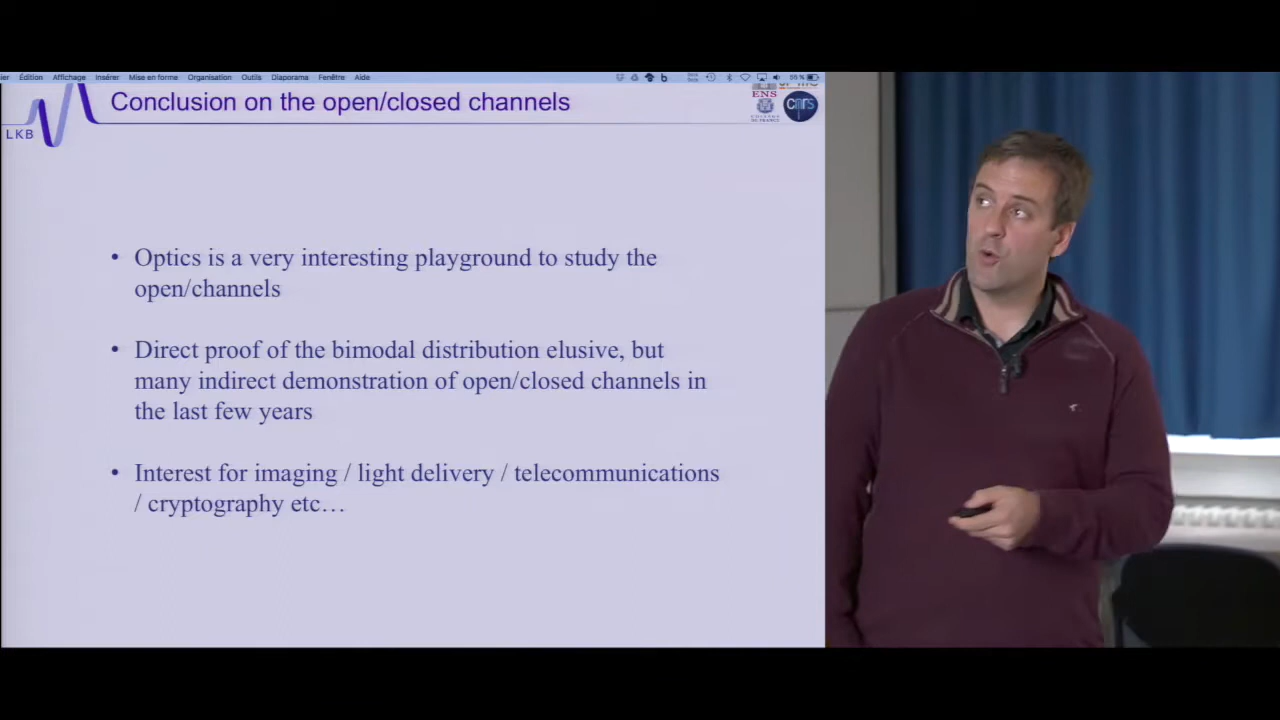 Édition Affichage Insérer Mise en forme Organisation Outils Diaporama Fenêtre Aide
Conclusion on the open/closed channels
LKB
ENS
cnrs
• Optics is a very interesting playground to study the
open/channels
• Direct proof of the bimodal distribution elusive, but
many indirect demonstration of open/closed channels in
the last few years
• Interest for imaging / light delivery / telecommunications
/ cryptography etc…